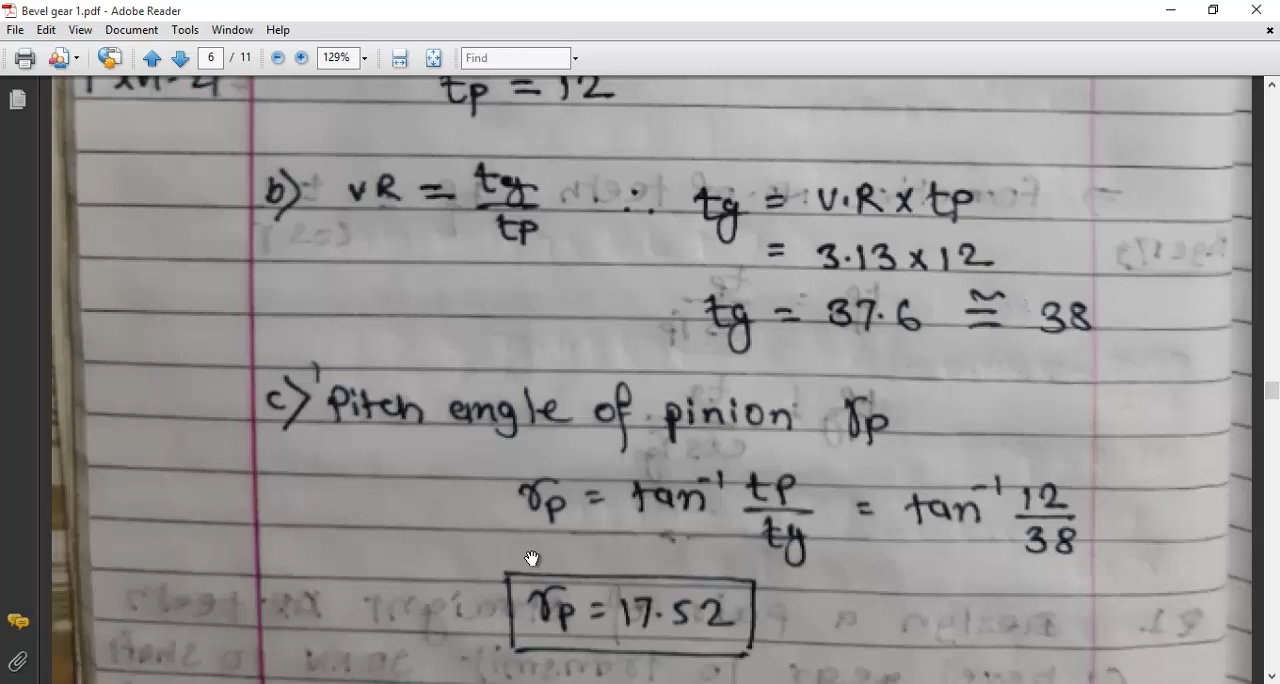 Bevel gear 1.pdf - Adobe Reader
File Edit View Document Tools Window Help
6 / 11 129% Find
tp = 12
b) VR = tg/tp ∴ tg = V.R x tp
= 3.13 x 12
tg = 37.6 ≅ 38
c) Pitch emgle of pinion γp
γp = tan⁻¹ tp/tg = tan⁻¹ 12/38
γp = 17.52